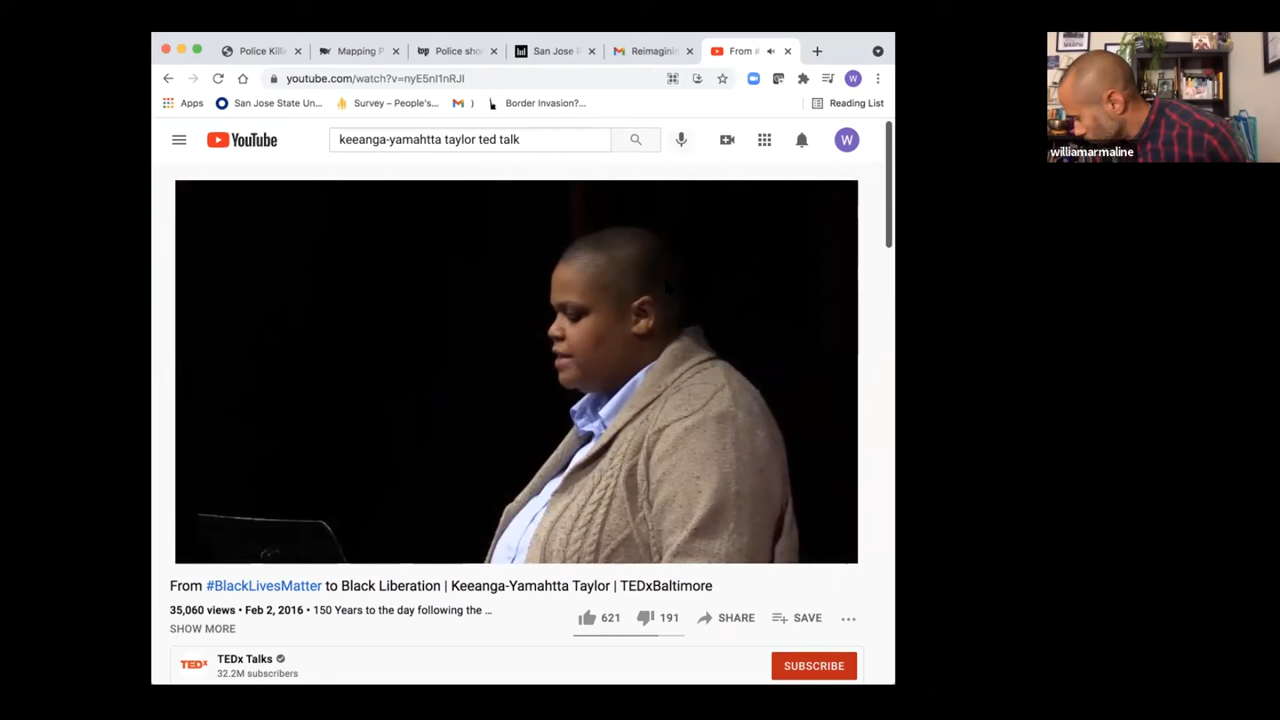 Police Killi
Mapping P
Police sho
San Jose
Reimagini
From #
youtube.com/watch?v=nyE5nI1nRJI
W
Apps
San Jose State Un...
Survey – People's...
)
Border Invasion?...
Reading List
YouTube
keeanga-yamahtta taylor ted talk
W
williamarmaline
From #BlackLivesMatter to Black Liberation | Keeanga-Yamahtta Taylor | TEDxBaltimore
35,060 views • Feb 2, 2016 • 150 Years to the day following the ...
621
191
SHARE
SAVE
SHOW MORE
TEDx
TEDx Talks
32.2M subscribers
SUBSCRIBE